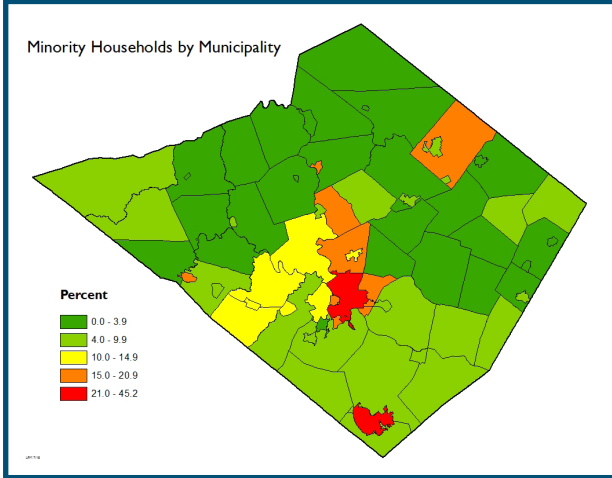 Minority Households by Municipality
Percent
0.0 - 3.9
4.0 - 9.9
10.0 - 14.9
15.0 - 20.9
21.0 - 45.2